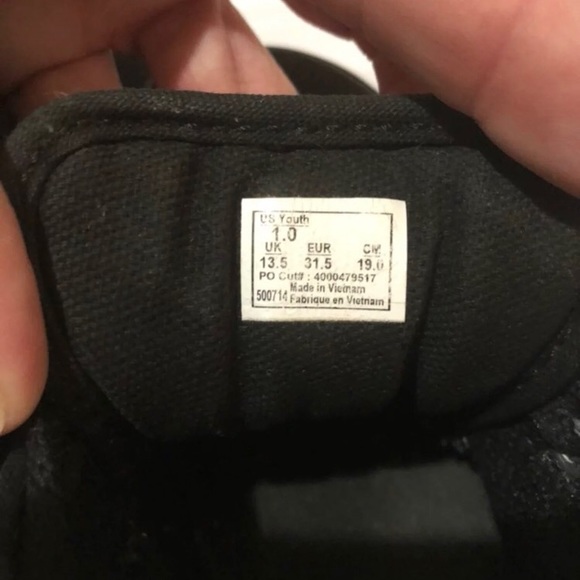 US Youth
1.0
UK EUR CM
13.5 31.5 19.0
PO Cut# : 4000479517
Made in Vietnam
500714 Fabrique en Vietnam